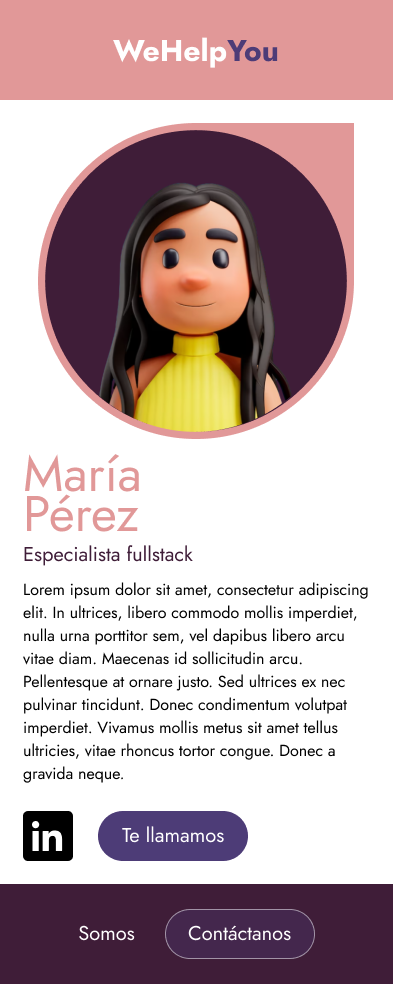 WeHelpYou
María
Pérez
Especialista fullstack
Lorem ipsum dolor sit amet, consectetur adipiscing
elit. In ultrices, libero commodo mollis imperdiet,
nulla urna porttitor sem, vel dapibus libero arcu
vitae diam. Maecenas id sollicitudin arcu.
Pellentesque at ornare justo. Sed ultrices ex nec
pulvinar tincidunt. Donec condimentum volutpat
imperdiet. Vivamus mollis metus sit amet tellus
ultricies, vitae rhoncus tortor congue. Donec a
gravida neque.
in Te llamamos
Somos Contáctanos